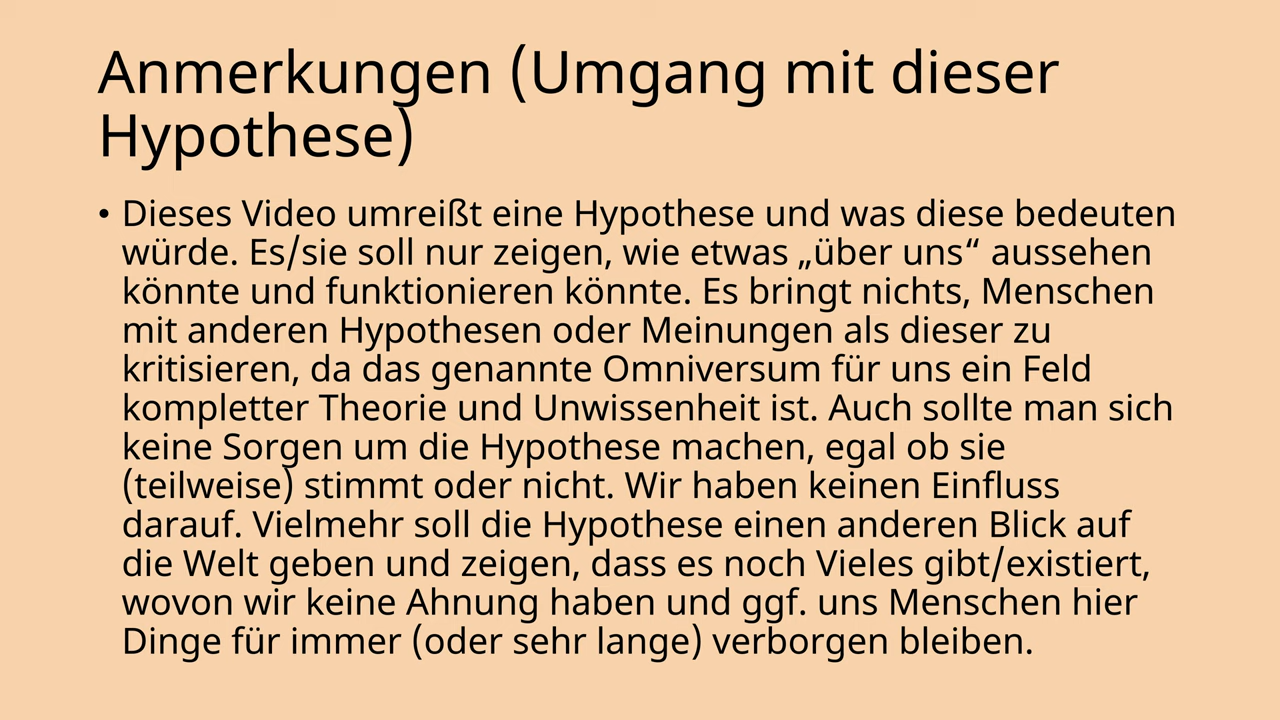 Anmerkungen (Umgang mit dieser
Hypothese)
• Dieses Video umreißt eine Hypothese und was diese bedeuten
würde. Es/sie soll nur zeigen, wie etwas „über uns“ aussehen
könnte und funktionieren könnte. Es bringt nichts, Menschen
mit anderen Hypothesen oder Meinungen als dieser zu
kritisieren, da das genannte Omniversum für uns ein Feld
kompletter Theorie und Unwissenheit ist. Auch sollte man sich
keine Sorgen um die Hypothese machen, egal ob sie
(teilweise) stimmt oder nicht. Wir haben keinen Einfluss
darauf. Vielmehr soll die Hypothese einen anderen Blick auf
die Welt geben und zeigen, dass es noch Vieles gibt/existiert,
wovon wir keine Ahnung haben und ggf. uns Menschen hier
Dinge für immer (oder sehr lange) verborgen bleiben.